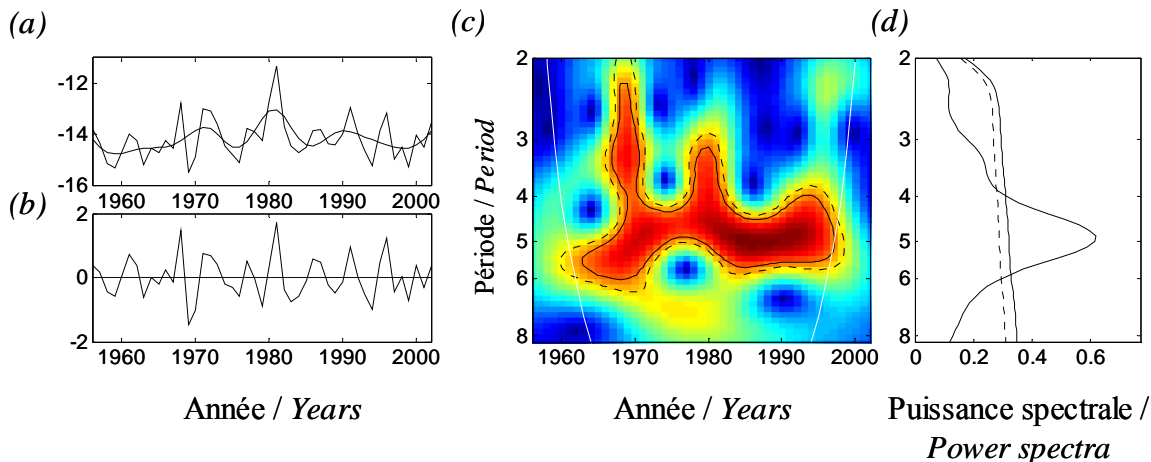 (a)
-12
-14
-16
1960 1970 1980 1990 2000
(b)
2
0
-2
1960 1970 1980 1990 2000
Année / Years
(c)
Période / Period
2
3
4
5
6
8
1960 1970 1980 1990 2000
Année / Years
(d)
2
3
4
5
6
8
0 0.2 0.4 0.6
Puissance spectrale /
Power spectra